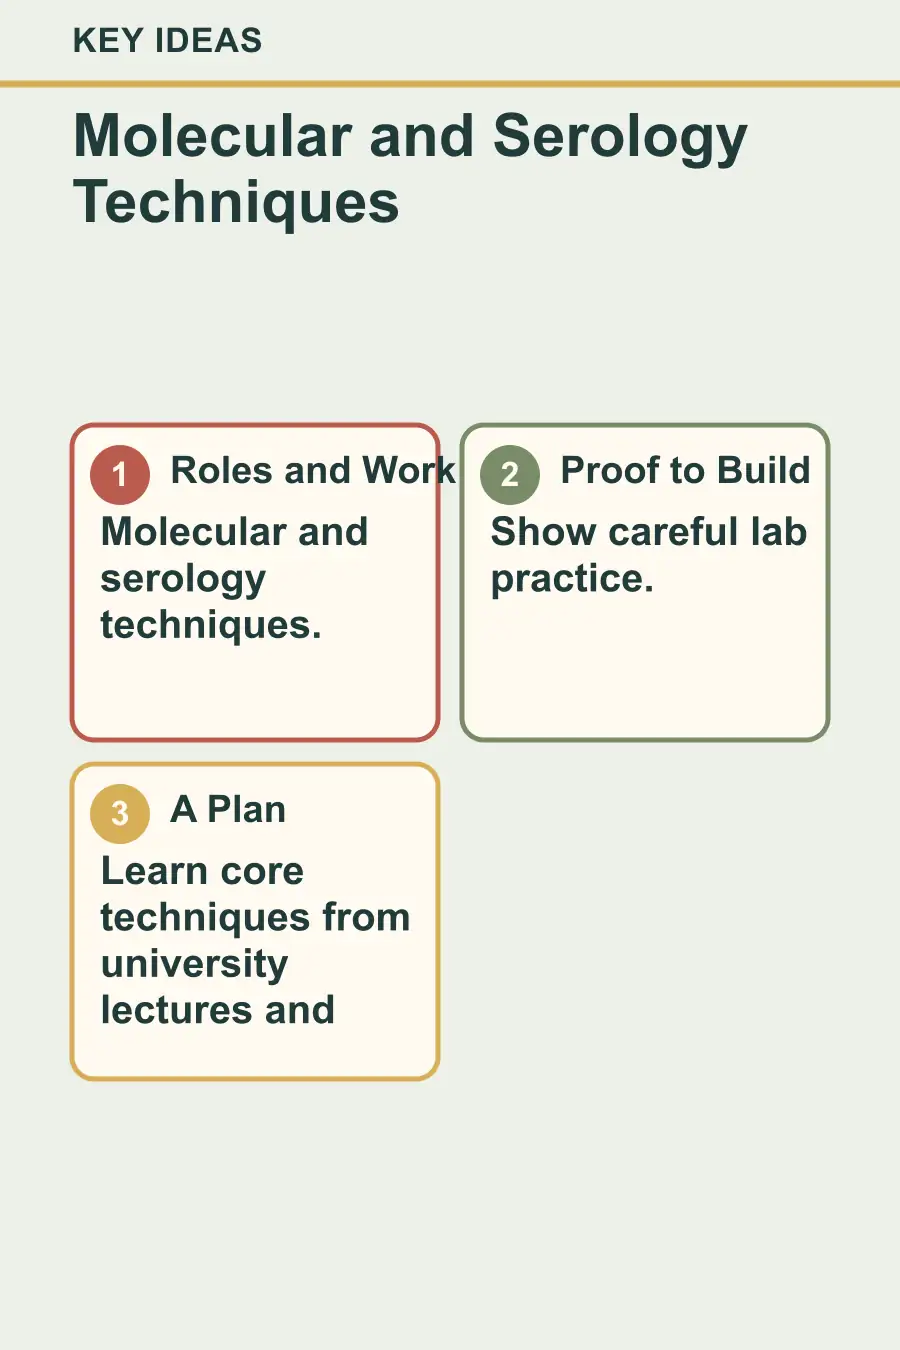 KEY IDEAS
Molecular and Serology
Techniques
1 Roles and Work
Molecular and
serology
techniques.
2 Proof to Build
Show careful lab
practice.
3 A Plan
Learn core
techniques from
university
lectures and